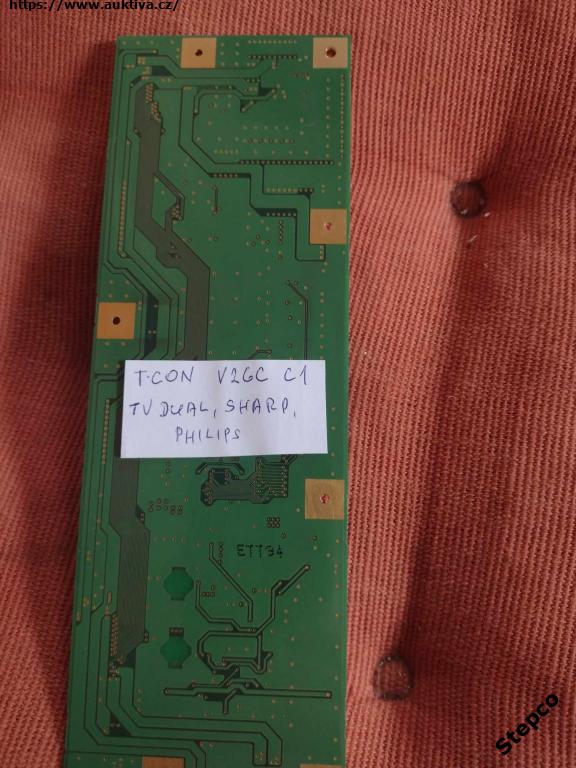 https://www.auktiva.cz/
T-CON V26C C1
TV DUAL, SHARP,
PHILIPS
ETT34
Stepco